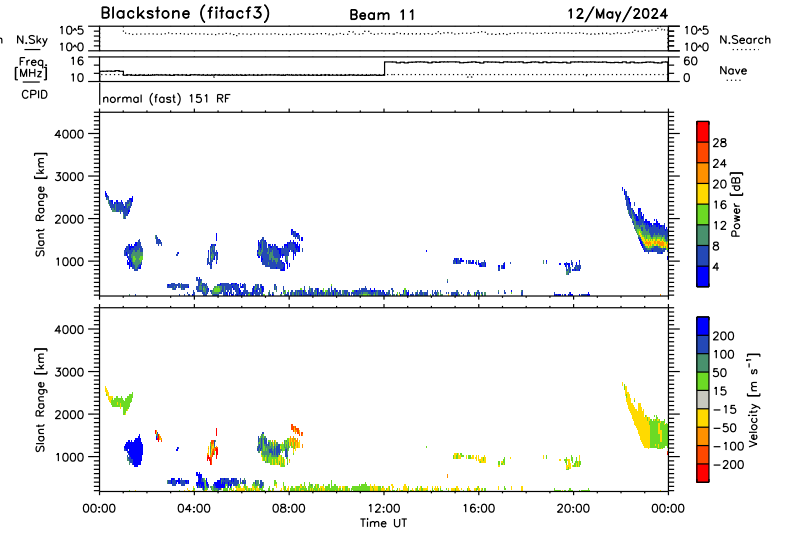 Blackstone (fitacf3) Beam 11 12/May/2024
n N.Sky 10^5 10^0 10^5 10^0 N.Search
Freq. [MHz] 16 10 60 0 Nave
CPID normal (fast) 151 RF
Slant Range [km]
4000
3000
2000
1000
Power [dB]
28
24
20
16
12
8
4
Slant Range [km]
4000
3000
2000
1000
Velocity [m s⁻¹]
200
100
50
15
−15
−50
−100
−200
00:00 04:00 08:00 12:00 16:00 20:00 00:00
Time UT